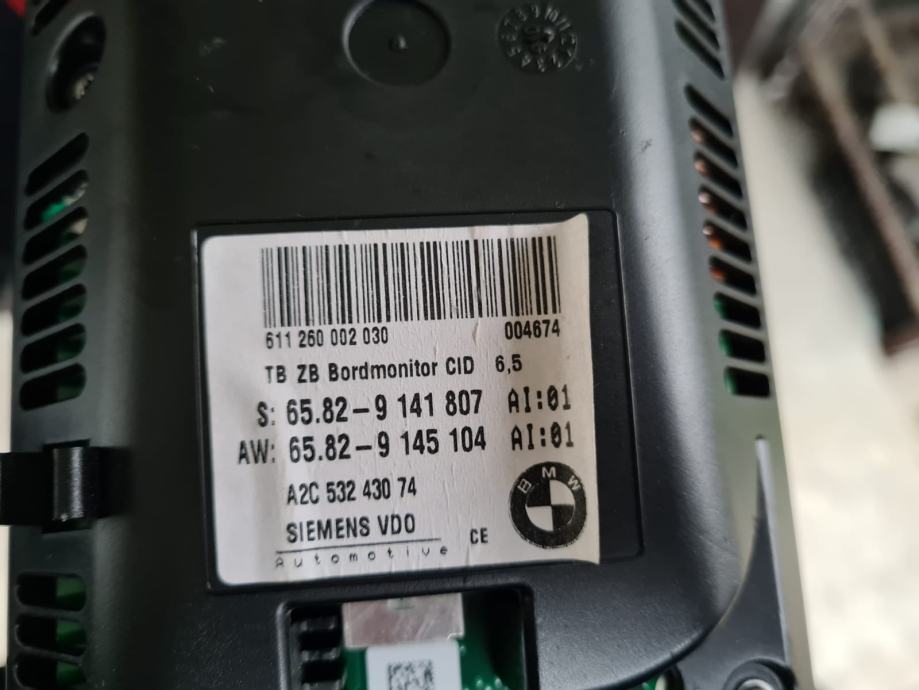 611 260 002 030 004674
TB ZB Bordmonitor CID 6,5
S: 65.82-9 141 807 AI:01
AW: 65.82-9 145 104 AI:01
A2C 532 430 74
SIEMENS VDO
Automotive CE
BMW